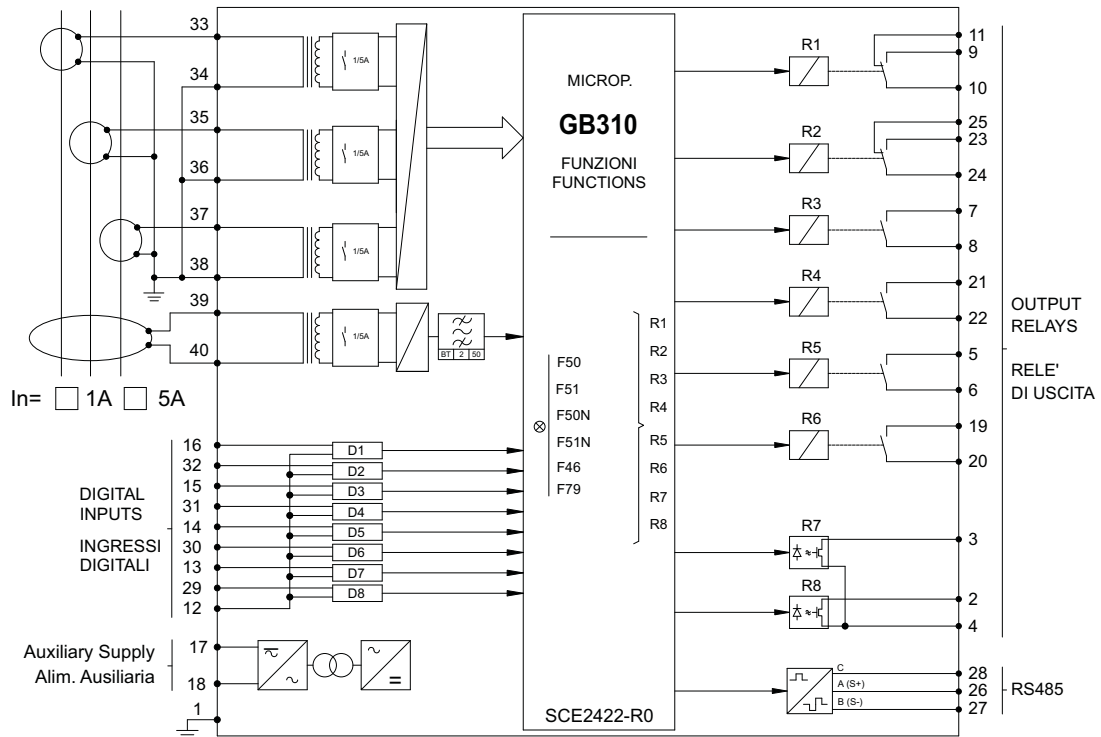 33
34
35
36
37
38
39
40
1/5A
1/5A
1/5A
1/5A
BT 2 50
In= 1A 5A
16
32
15
31
14
30
13
29
12
DIGITAL
INPUTS
INGRESSI
DIGITALI
D1
D2
D3
D4
D5
D6
D7
D8
Auxiliary Supply
Alim. Ausiliaria
17
18
1
MICROP.
GB310
FUNZIONI
FUNCTIONS
F50
F51
F50N
F51N
F46
F79
R1
R2
R3
R4
R5
R6
R7
R8
SCE2422-R0
R1
R2
R3
R4
R5
R6
R7
R8
11
9
10
25
23
24
7
8
21
22
5
6
19
20
3
2
4
OUTPUT
RELAYS
RELE'
DI USCITA
C
A (S+)
B (S-)
28
26
27
RS485